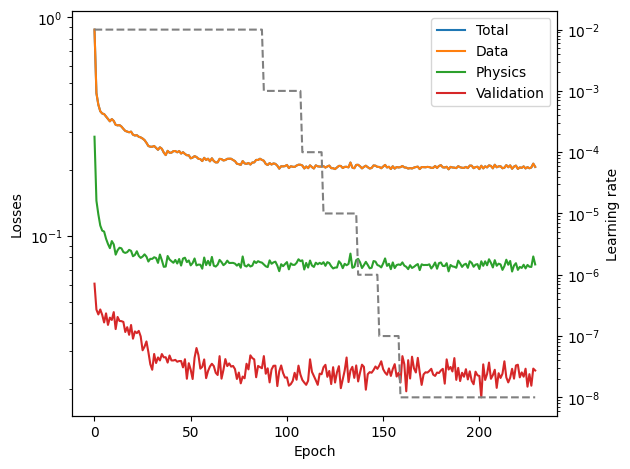 Total
Data
Physics
Validation
10⁰
10⁻¹
Losses
0
50
100
150
200
Epoch
10⁻²
10⁻³
10⁻⁴
10⁻⁵
10⁻⁶
10⁻⁷
10⁻⁸
Learning rate